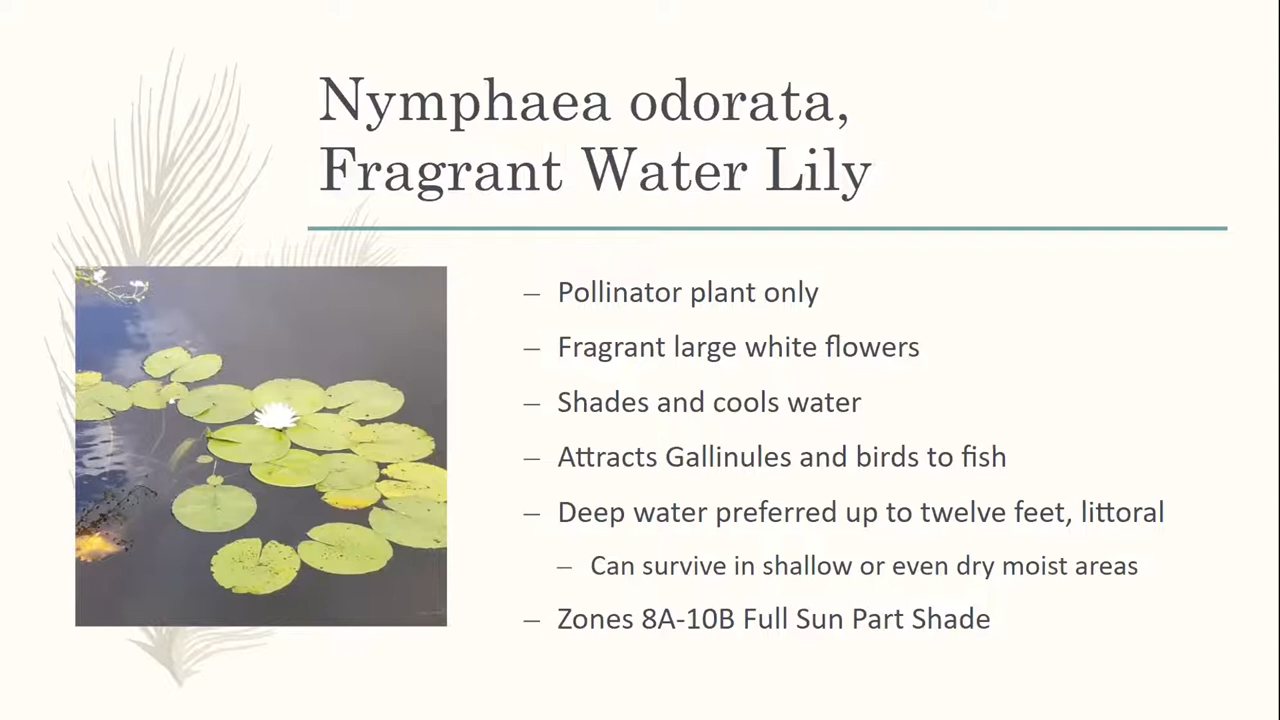 Nymphaea odorata,
Fragrant Water Lily
– Pollinator plant only
– Fragrant large white flowers
– Shades and cools water
– Attracts Gallinules and birds to fish
– Deep water preferred up to twelve feet, littoral
– Can survive in shallow or even dry moist areas
– Zones 8A-10B Full Sun Part Shade